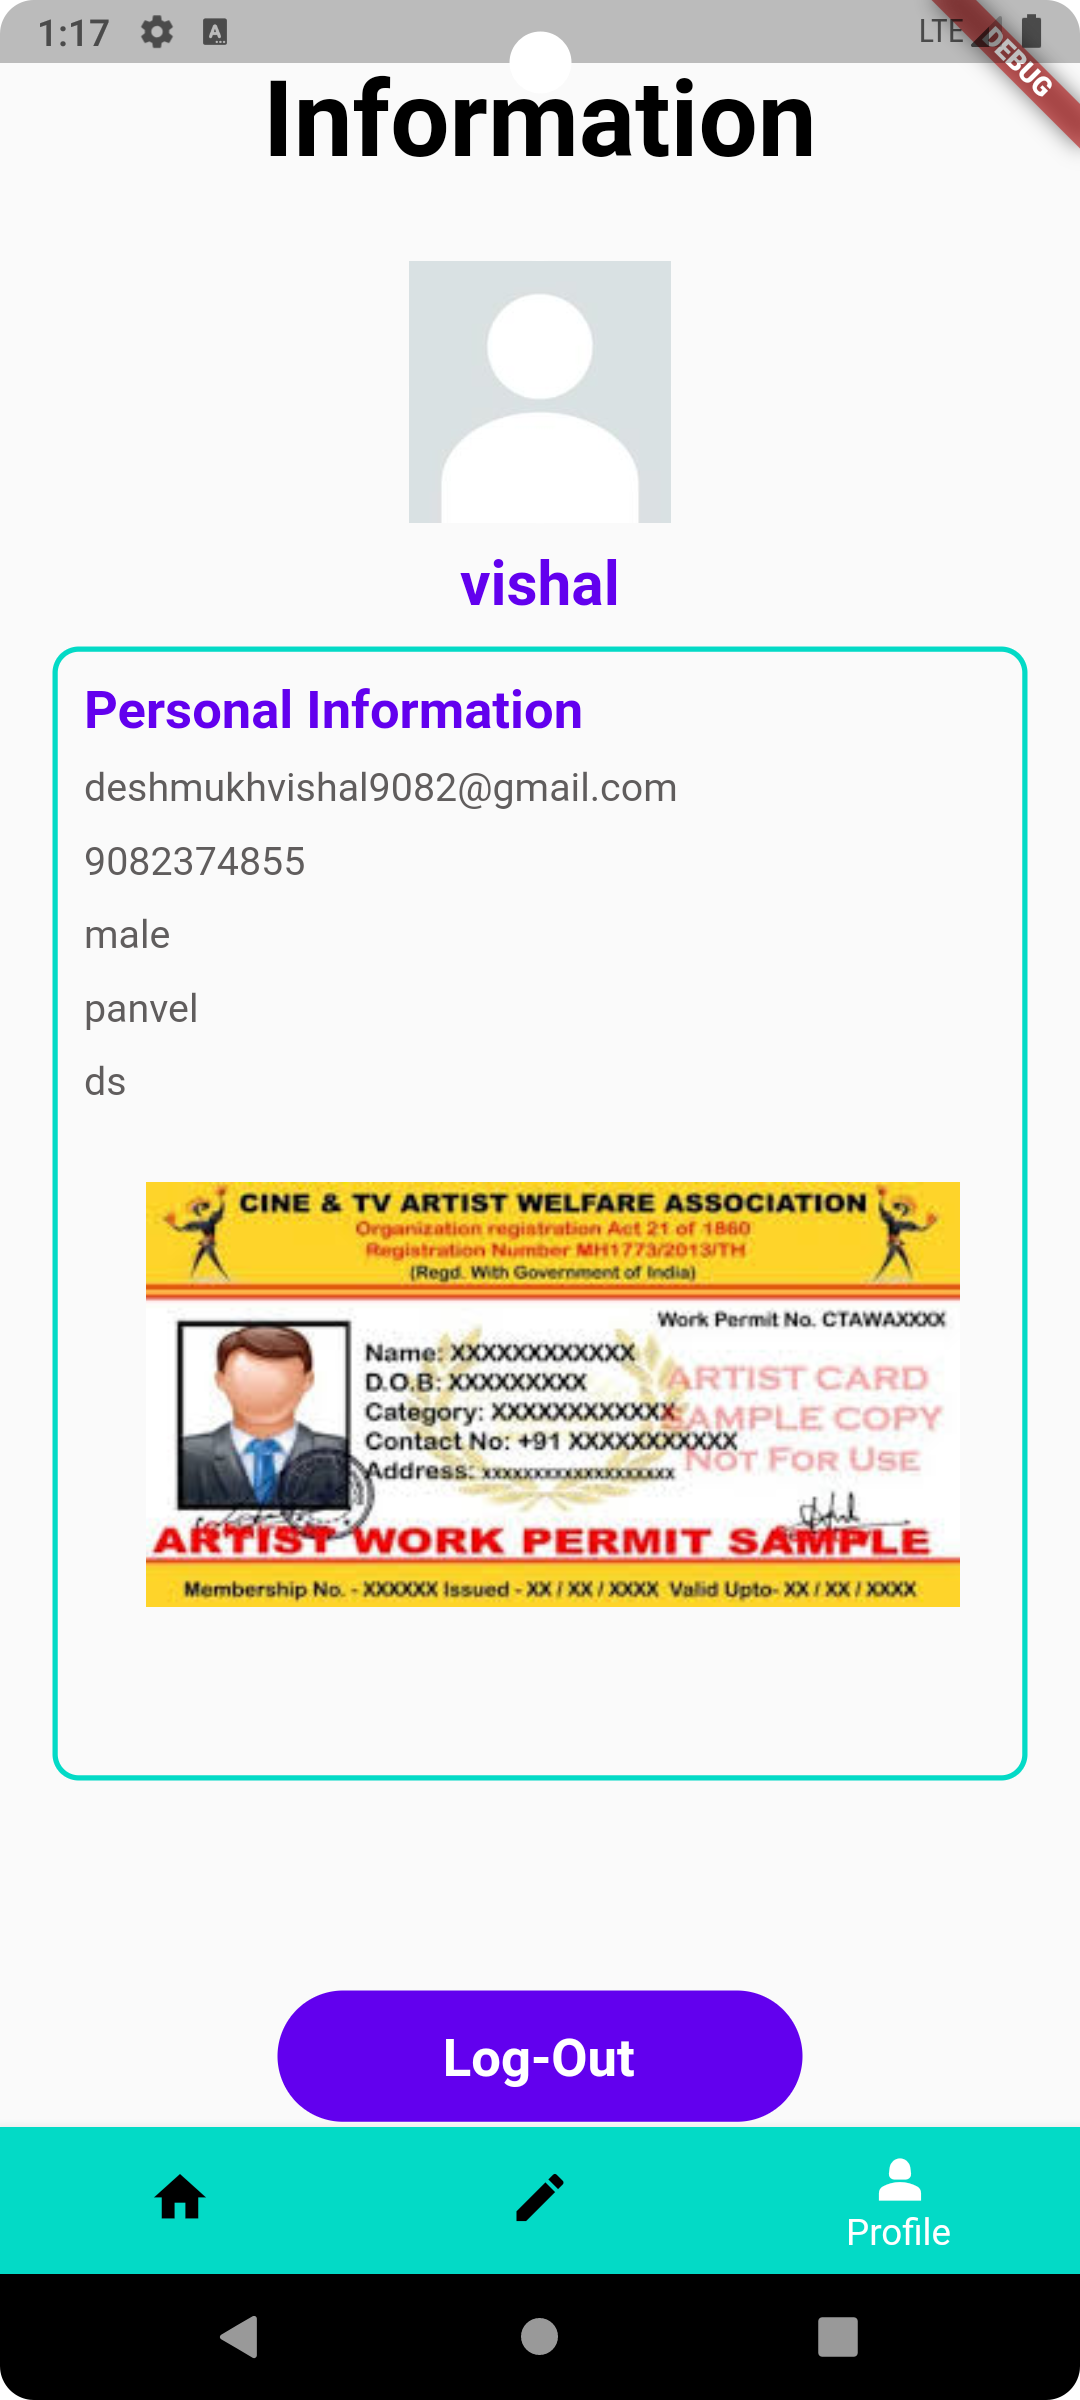 1:17
LTE
DEBUG
Information
vishal
Personal Information
deshmukhvishal9082@gmail.com
9082374855
male
panvel
ds
CINE & TV ARTIST WELFARE ASSOCIATION
Organization registration Act 21 of 1860
Registration Number MH1773/2013/TH
(Regd. With Government of India)
Work Permit No. CTAWAXXXX
Name: XXXXXXXXXXXXX
D.O.B: XXXXXXXXX
Category: XXXXXXXXXXXX
Contact No: +91 XXXXXXXXXXX
Address: xxxxxxxxxxxxxxxxxxx
ARTIST CARD
SAMPLE COPY
NOT FOR USE
ARTIST WORK PERMIT SAMPLE
Membership No. - XXXXXX Issued - XX / XX / XXXX Valid Upto- XX / XX / XXXX
Log-Out
Profile